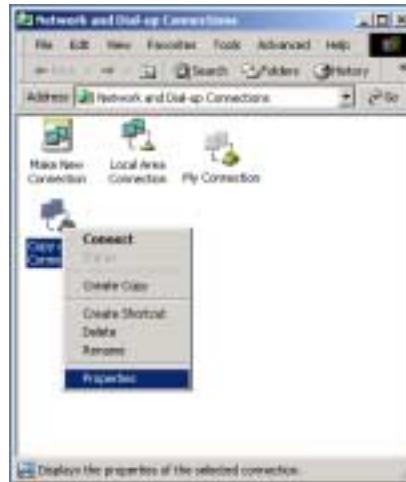 Network and Dial-up Connections
File Edit View Favorites Tools Advanced Help
Search Folders History
Address Network and Dial-up Connections Go
Make New Connection
Local Area Connection
My Connection
Copy
Connect
Status
Create Copy
Create Shortcut
Delete
Rename
Properties
Displays the properties of the selected connection.